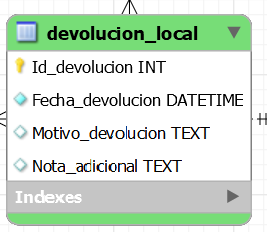 devolucion_local
Id_devolucion INT
Fecha_devolucion DATETIME
Motivo_devolucion TEXT
Nota_adicional TEXT
Indexes